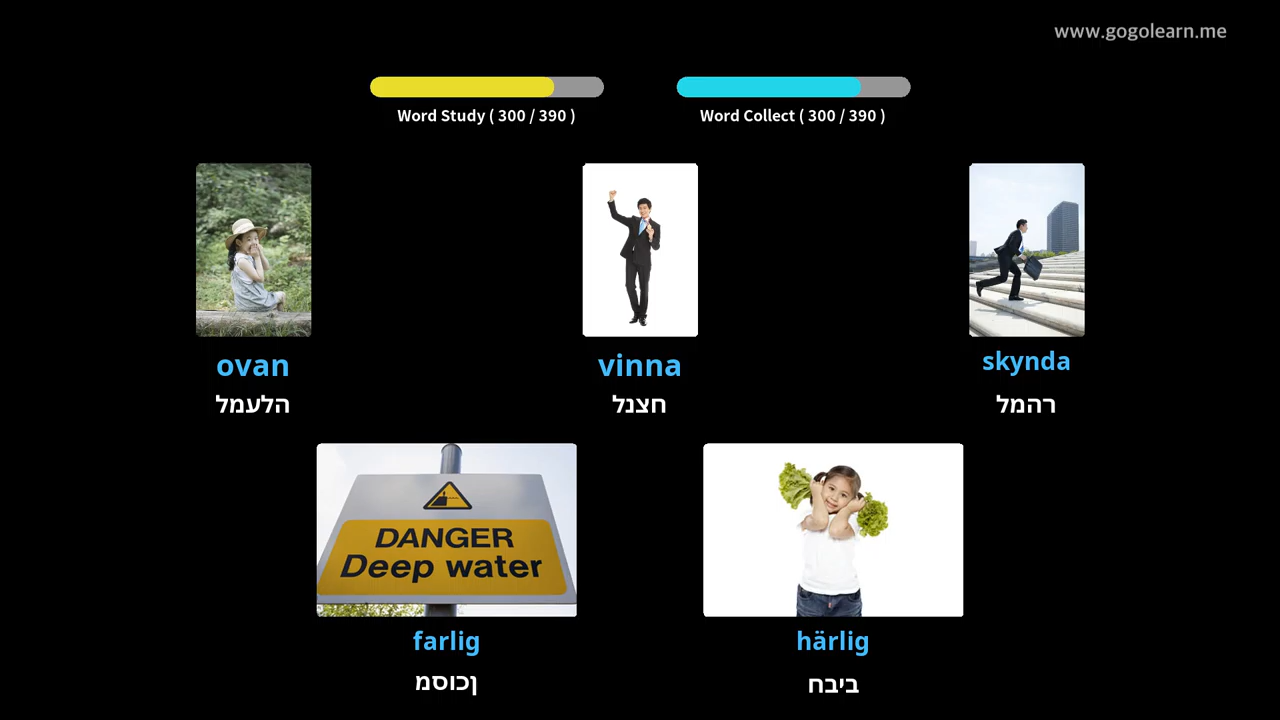 www.gogolearn.me
Word Study ( 300 / 390 )
Word Collect ( 300 / 390 )
ovan
למעלה
vinna
לנצח
skynda
למהר
DANGER
Deep water
farlig
מסוכן
härlig
חביב